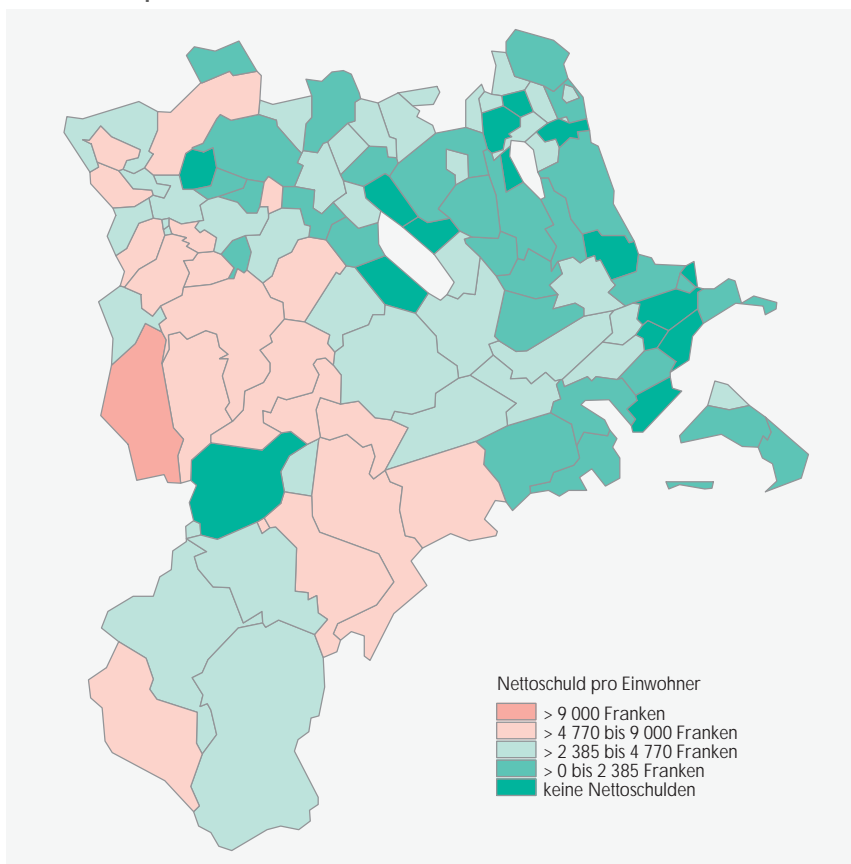 Nettoschuld pro Einwohner
> 9 000 Franken
> 4 770 bis 9 000 Franken
> 2 385 bis 4 770 Franken
> 0 bis 2 385 Franken
keine Nettoschulden